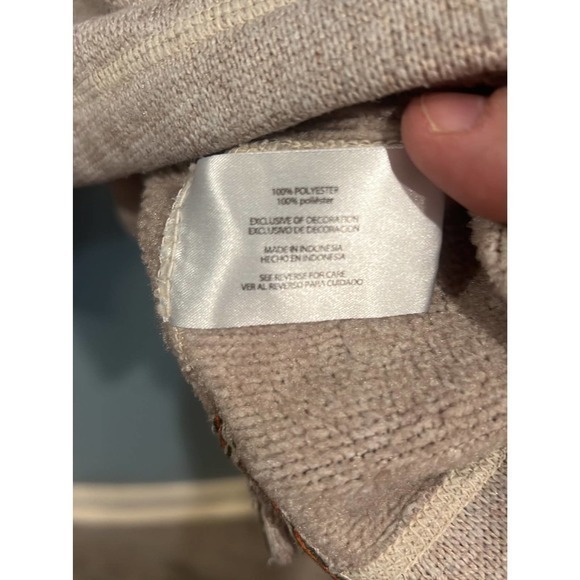 100% POLYESTER
100% poliéster
EXCLUSIVE OF DECORATION
EXCLUSIVO DE DECORACION
MADE IN INDONESIA
HECHO EN INDONESIA
SEE REVERSE FOR CARE
VER AL REVERSO PARA CUIDADO